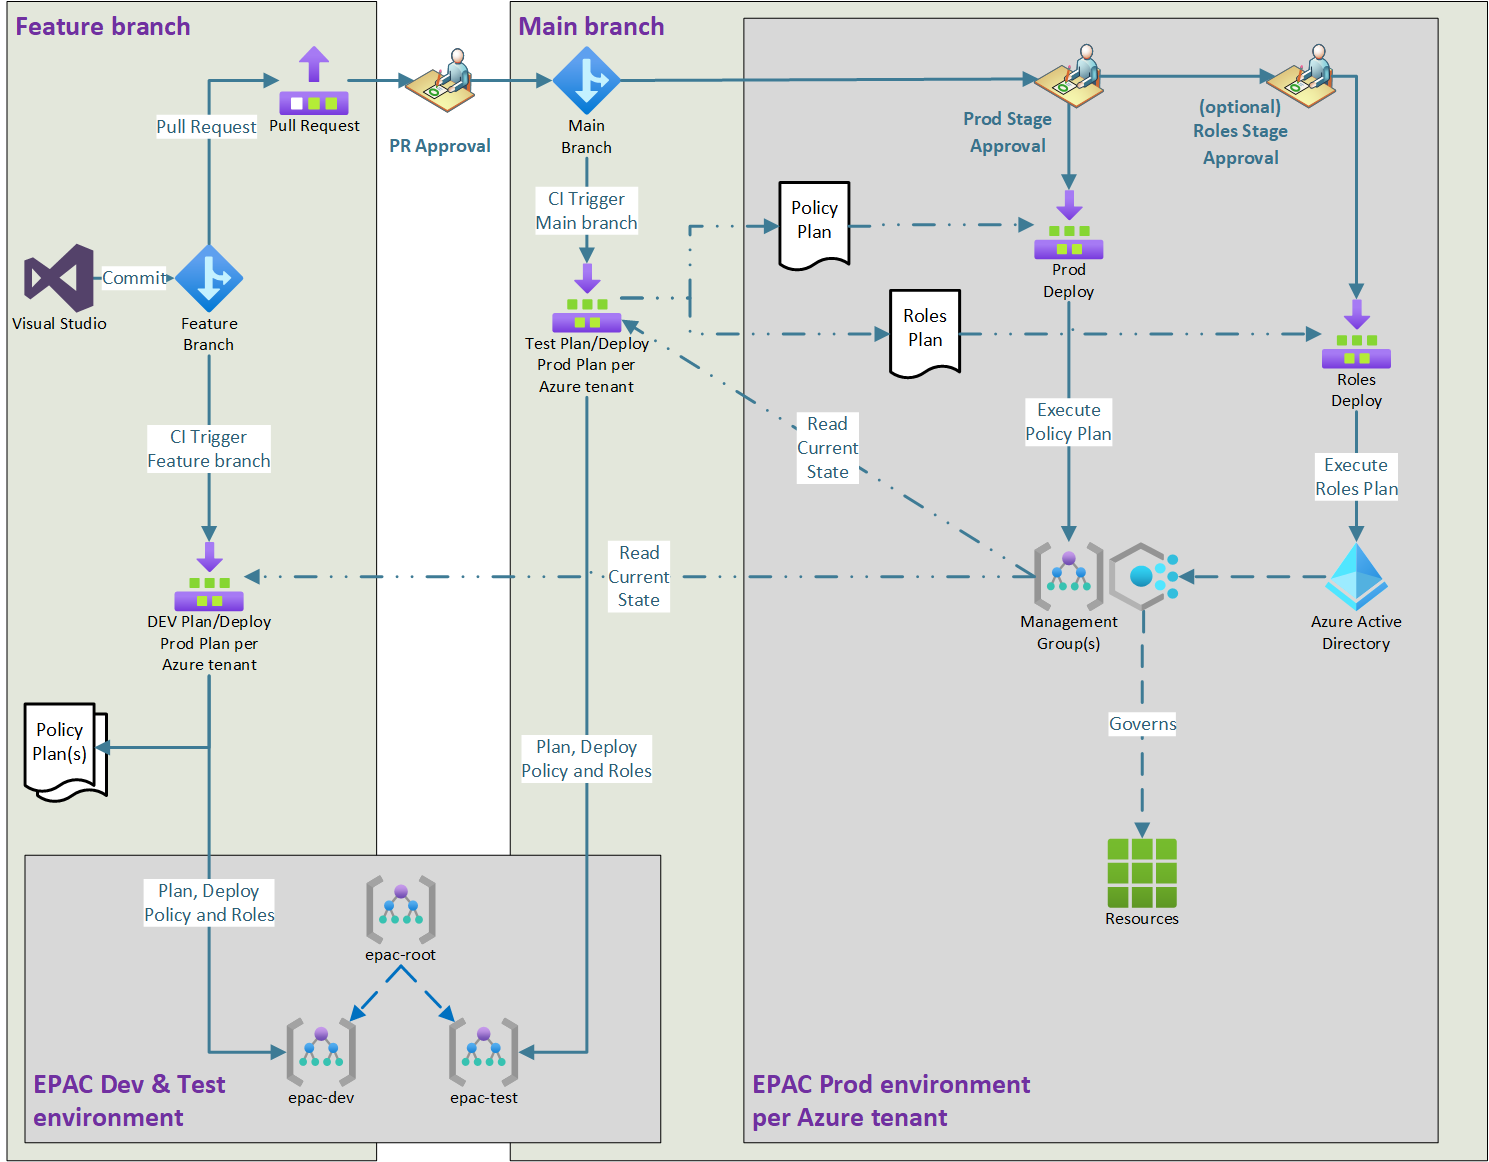 Feature branch
Pull Request
Pull Request
PR Approval
Visual Studio
Commit
Feature
Branch
CI Trigger
Feature branch
DEV Plan/Deploy
Prod Plan per
Azure tenant
Policy
Plan(s)
Plan, Deploy
Policy and Roles
epac-root
epac-dev
epac-test
EPAC Dev & Test
environment
Main branch
Main
Branch
CI Trigger
Main branch
Test Plan/Deploy
Prod Plan per
Azure tenant
Read
Current
State
Plan, Deploy
Policy and Roles
Prod Stage
Approval
(optional)
Roles Stage
Approval
Policy
Plan
Roles
Plan
Prod
Deploy
Roles
Deploy
Read
Current
State
Execute
Policy Plan
Execute
Roles Plan
Management
Group(s)
Azure Active
Directory
Governs
Resources
EPAC Prod environment
per Azure tenant